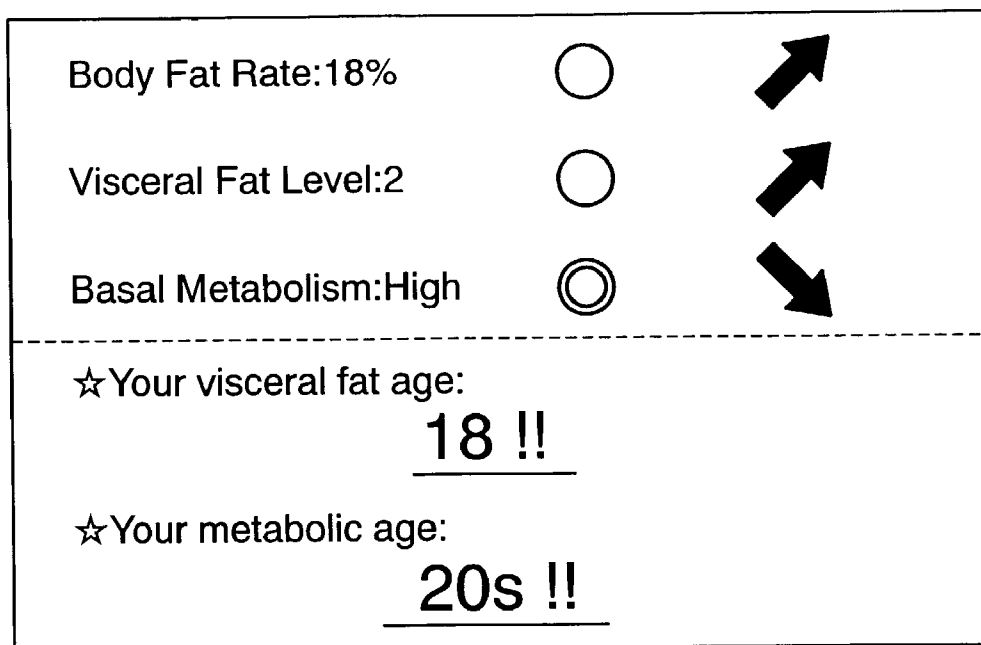 Body Fat Rate:18%
Visceral Fat Level:2
Basal Metabolism:High
☆Your visceral fat age:
18 !!
☆Your metabolic age:
20s !!